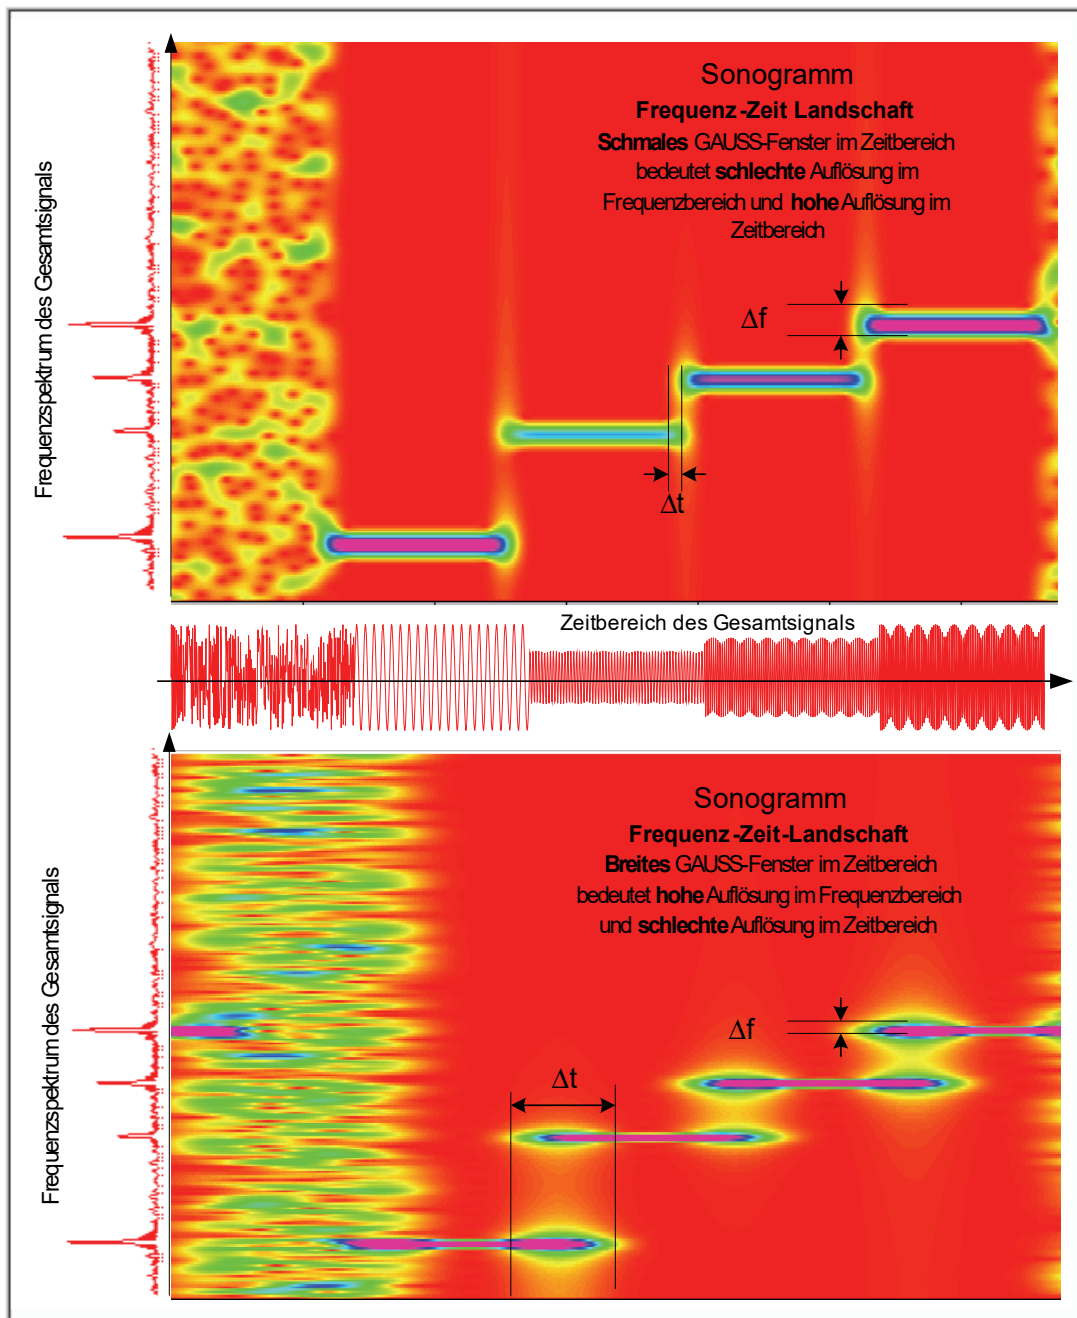 Frequenzspektrum des Gesamtsignals
Sonogramm
Frequenz-Zeit Landschaft
Schmales GAUSS-Fenster im Zeitbereich
bedeutet schlechte Auflösung im
Frequenzbereich und hohe Auflösung im
Zeitbereich
Δf
Δt
Zeitbereich des Gesamtsignals
Frequenzspektrum des Gesamtsignals
Sonogramm
Frequenz-Zeit-Landschaft
Breites GAUSS-Fenster im Zeitbereich
bedeutet hohe Auflösung im Frequenzbereich
und schlechte Auflösung im Zeitbereich
Δf
Δt